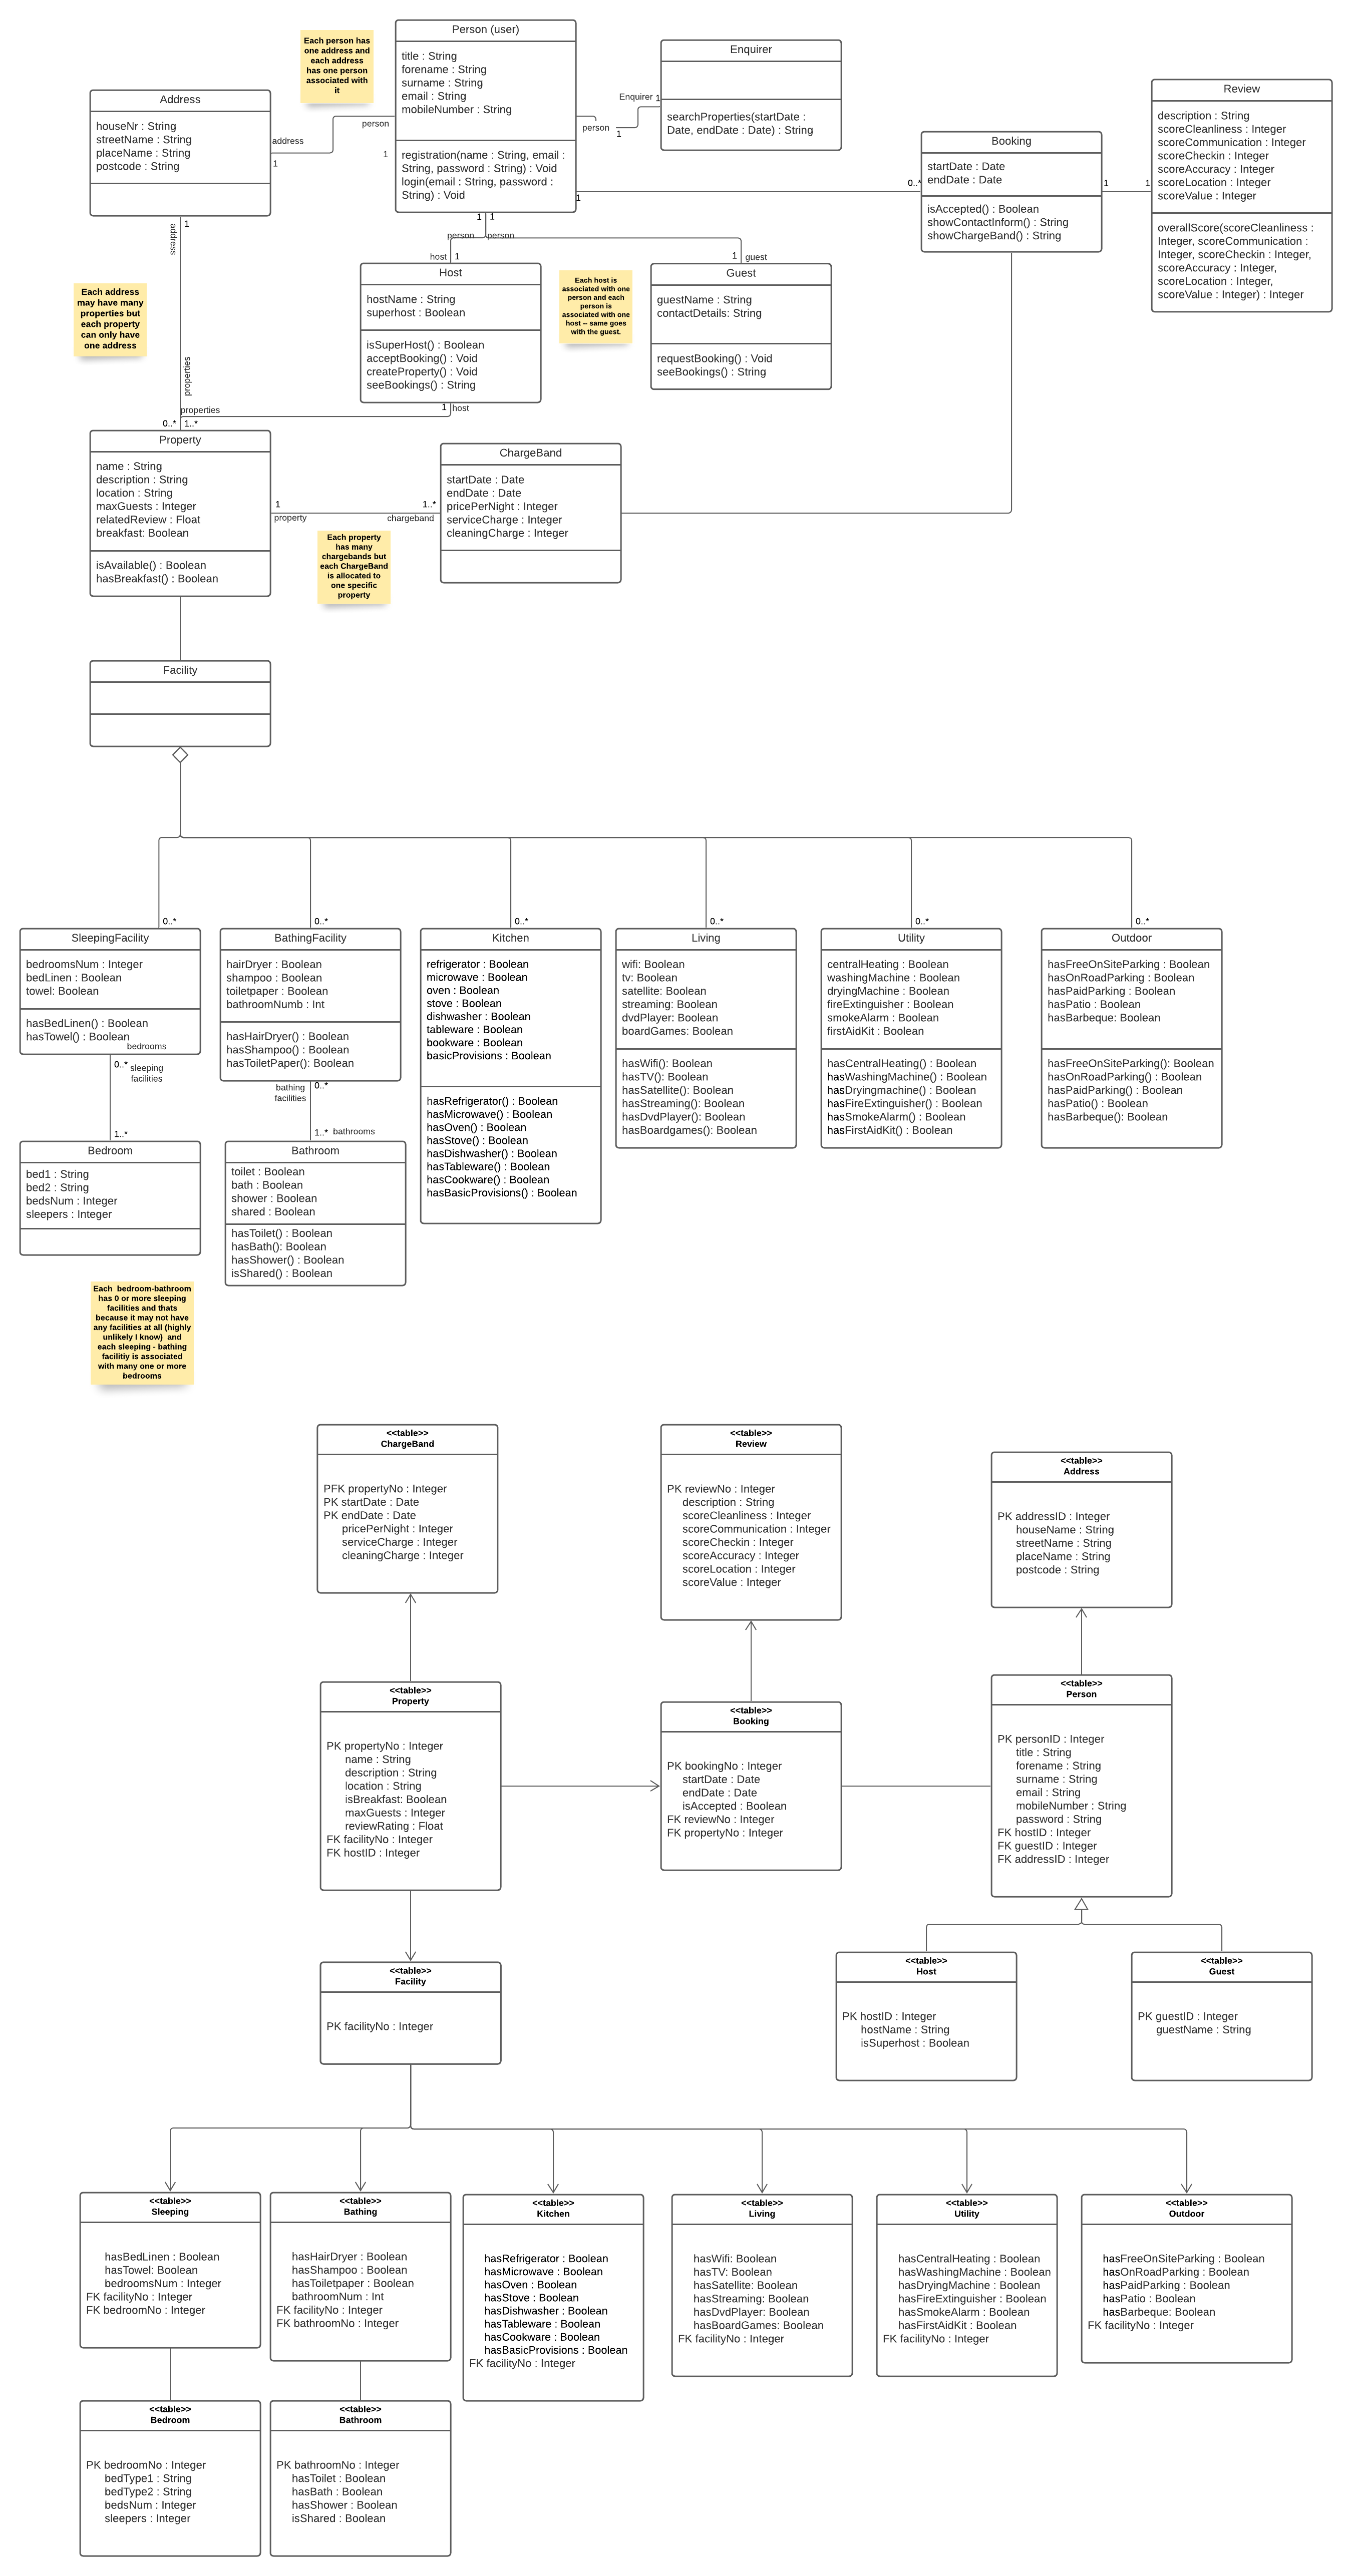 Person (user)
title : String
forename : String
surname : String
email : String
mobileNumber : String
registration(name : String, email :
String, password : String) : Void
login(email : String, password :
String) : Void
Each person has
one address and
each address
has one person
associated with
it
Enquirer
searchProperties(startDate :
Date, endDate : Date) : String
Enquirer 1
person
1
Address
houseNr : String
streetName : String
placeName : String
postcode : String
address
1
person
1
Review
description : String
scoreCleanliness : Integer
scoreCommunication : Integer
scoreCheckin : Integer
scoreAccuracy : Integer
scoreLocation : Integer
scoreValue : Integer
overallScore(scoreCleanliness :
Integer, scoreCommunication :
Integer, scoreCheckin : Integer,
scoreAccuracy : Integer,
scoreLocation : Integer,
scoreValue : Integer) : Integer
Booking
startDate : Date
endDate : Date
isAccepted() : Boolean
showContactInform() : String
showChargeBand() : String
0..*
1
1
1
1
address
1 1
person person
host 1
1 guest
Host
hostName : String
superhost : Boolean
isSuperHost() : Boolean
acceptBooking() : Void
createProperty() : Void
seeBookings() : String
Each host is
associated with one
person and each
person is
associated with one
host -- same goes
with the guest.
Guest
guestName : String
contactDetails: String
requestBooking() : Void
seeBookings() : String
Each address
may have many
properties but
each property
can only have
one address
properties
properties
0..* 1..*
1 host
Property
name : String
description : String
location : String
maxGuests : Integer
relatedReview : Float
breakfast: Boolean
isAvailable() : Boolean
hasBreakfast() : Boolean
1
property
1..*
chargeband
ChargeBand
startDate : Date
endDate : Date
pricePerNight : Integer
serviceCharge : Integer
cleaningCharge : Integer
Each property
has many
chargebands but
each ChargeBand
is allocated to
one specific
property
Facility
0..*
0..*
0..*
0..*
0..*
0..*
SleepingFacility
bedroomsNum : Integer
bedLinen : Boolean
towel: Boolean
hasBedLinen() : Boolean
hasTowel() : Boolean
bedrooms
0..* sleeping
facilities
1..*
BathingFacility
hairDryer : Boolean
shampoo : Boolean
toiletpaper : Boolean
bathroomNumb : Int
hasHairDryer() : Boolean
hasShampoo() : Boolean
hasToiletPaper(): Boolean
bathing
facilities
0..*
1..* bathrooms
Kitchen
refrigerator : Boolean
microwave : Boolean
oven : Boolean
stove : Boolean
dishwasher : Boolean
tableware : Boolean
bookware : Boolean
basicProvisions : Boolean
hasRefrigerator() : Boolean
hasMicrowave() : Boolean
hasOven() : Boolean
hasStove() : Boolean
hasDishwasher() : Boolean
hasTableware() : Boolean
hasCookware() : Boolean
hasBasicProvisions() : Boolean
Living
wifi: Boolean
tv: Boolean
satellite: Boolean
streaming: Boolean
dvdPlayer: Boolean
boardGames: Boolean
hasWifi(): Boolean
hasTV(): Boolean
hasSatellite(): Boolean
hasStreaming(): Boolean
hasDvdPlayer(): Boolean
hasBoardgames(): Boolean
Utility
centralHeating : Boolean
washingMachine : Boolean
dryingMachine : Boolean
fireExtinguisher : Boolean
smokeAlarm : Boolean
firstAidKit : Boolean
hasCentralHeating() : Boolean
hasWashingMachine() : Boolean
hasDryingmachine() : Boolean
hasFireExtinguisher() : Boolean
hasSmokeAlarm() : Boolean
hasFirstAidKit() : Boolean
Outdoor
hasFreeOnSiteParking : Boolean
hasOnRoadParking : Boolean
hasPaidParking : Boolean
hasPatio : Boolean
hasBarbeque: Boolean
hasFreeOnSiteParking(): Boolean
hasOnRoadParking() : Boolean
hasPaidParking() : Boolean
hasPatio() : Boolean
hasBarbeque(): Boolean
Bedroom
bed1 : String
bed2 : String
bedsNum : Integer
sleepers : Integer
Bathroom
toilet : Boolean
bath : Boolean
shower : Boolean
shared : Boolean
hasToilet() : Boolean
hasBath(): Boolean
hasShower() : Boolean
isShared() : Boolean
Each bedroom-bathroom
has 0 or more sleeping
facilities and thats
because it may not have
any facilities at all (highly
unlikely I know) and
each sleeping - bathing
facilitiy is associated
with many one or more
bedrooms
<<table>>
ChargeBand
PFK propertyNo : Integer
PK startDate : Date
PK endDate : Date
pricePerNight : Integer
serviceCharge : Integer
cleaningCharge : Integer
<<table>>
Review
PK reviewNo : Integer
description : String
scoreCleanliness : Integer
scoreCommunication : Integer
scoreCheckin : Integer
scoreAccuracy : Integer
scoreLocation : Integer
scoreValue : Integer
<<table>>
Address
PK addressID : Integer
houseName : String
streetName : String
placeName : String
postcode : String
<<table>>
Property
PK propertyNo : Integer
name : String
description : String
location : String
isBreakfast: Boolean
maxGuests : Integer
reviewRating : Float
FK facilityNo : Integer
FK hostID : Integer
<<table>>
Booking
PK bookingNo : Integer
startDate : Date
endDate : Date
isAccepted : Boolean
FK reviewNo : Integer
FK propertyNo : Integer
<<table>>
Person
PK personID : Integer
title : String
forename : String
surname : String
email : String
mobileNumber : String
password : String
FK hostID : Integer
FK guestID : Integer
FK addressID : Integer
<<table>>
Facility
PK facilityNo : Integer
<<table>>
Host
PK hostID : Integer
hostName : String
isSuperhost : Boolean
<<table>>
Guest
PK guestID : Integer
guestName : String
<<table>>
Sleeping
hasBedLinen : Boolean
hasTowel: Boolean
bedroomsNum : Integer
FK facilityNo : Integer
FK bedroomNo : Integer
<<table>>
Bathing
hasHairDryer : Boolean
hasShampoo : Boolean
hasToiletpaper : Boolean
bathroomNum : Int
FK facilityNo : Integer
FK bathroomNo : Integer
<<table>>
Kitchen
hasRefrigerator : Boolean
hasMicrowave : Boolean
hasOven : Boolean
hasStove : Boolean
hasDishwasher : Boolean
hasTableware : Boolean
hasCookware : Boolean
hasBasicProvisions : Boolean
FK facilityNo : Integer
<<table>>
Living
hasWifi: Boolean
hasTV: Boolean
hasSatellite: Boolean
hasStreaming: Boolean
hasDvdPlayer: Boolean
hasBoardGames: Boolean
FK facilityNo : Integer
<<table>>
Utility
hasCentralHeating : Boolean
hasWashingMachine : Boolean
hasDryingMachine : Boolean
hasFireExtinguisher : Boolean
hasSmokeAlarm : Boolean
hasFirstAidKit : Boolean
FK facilityNo : Integer
<<table>>
Outdoor
hasFreeOnSiteParking : Boolean
hasOnRoadParking : Boolean
hasPaidParking : Boolean
hasPatio : Boolean
hasBarbeque: Boolean
FK facilityNo : Integer
<<table>>
Bedroom
PK bedroomNo : Integer
bedType1 : String
bedType2 : String
bedsNum : Integer
sleepers : Integer
<<table>>
Bathroom
PK bathroomNo : Integer
hasToilet : Boolean
hasBath : Boolean
hasShower : Boolean
isShared : Boolean